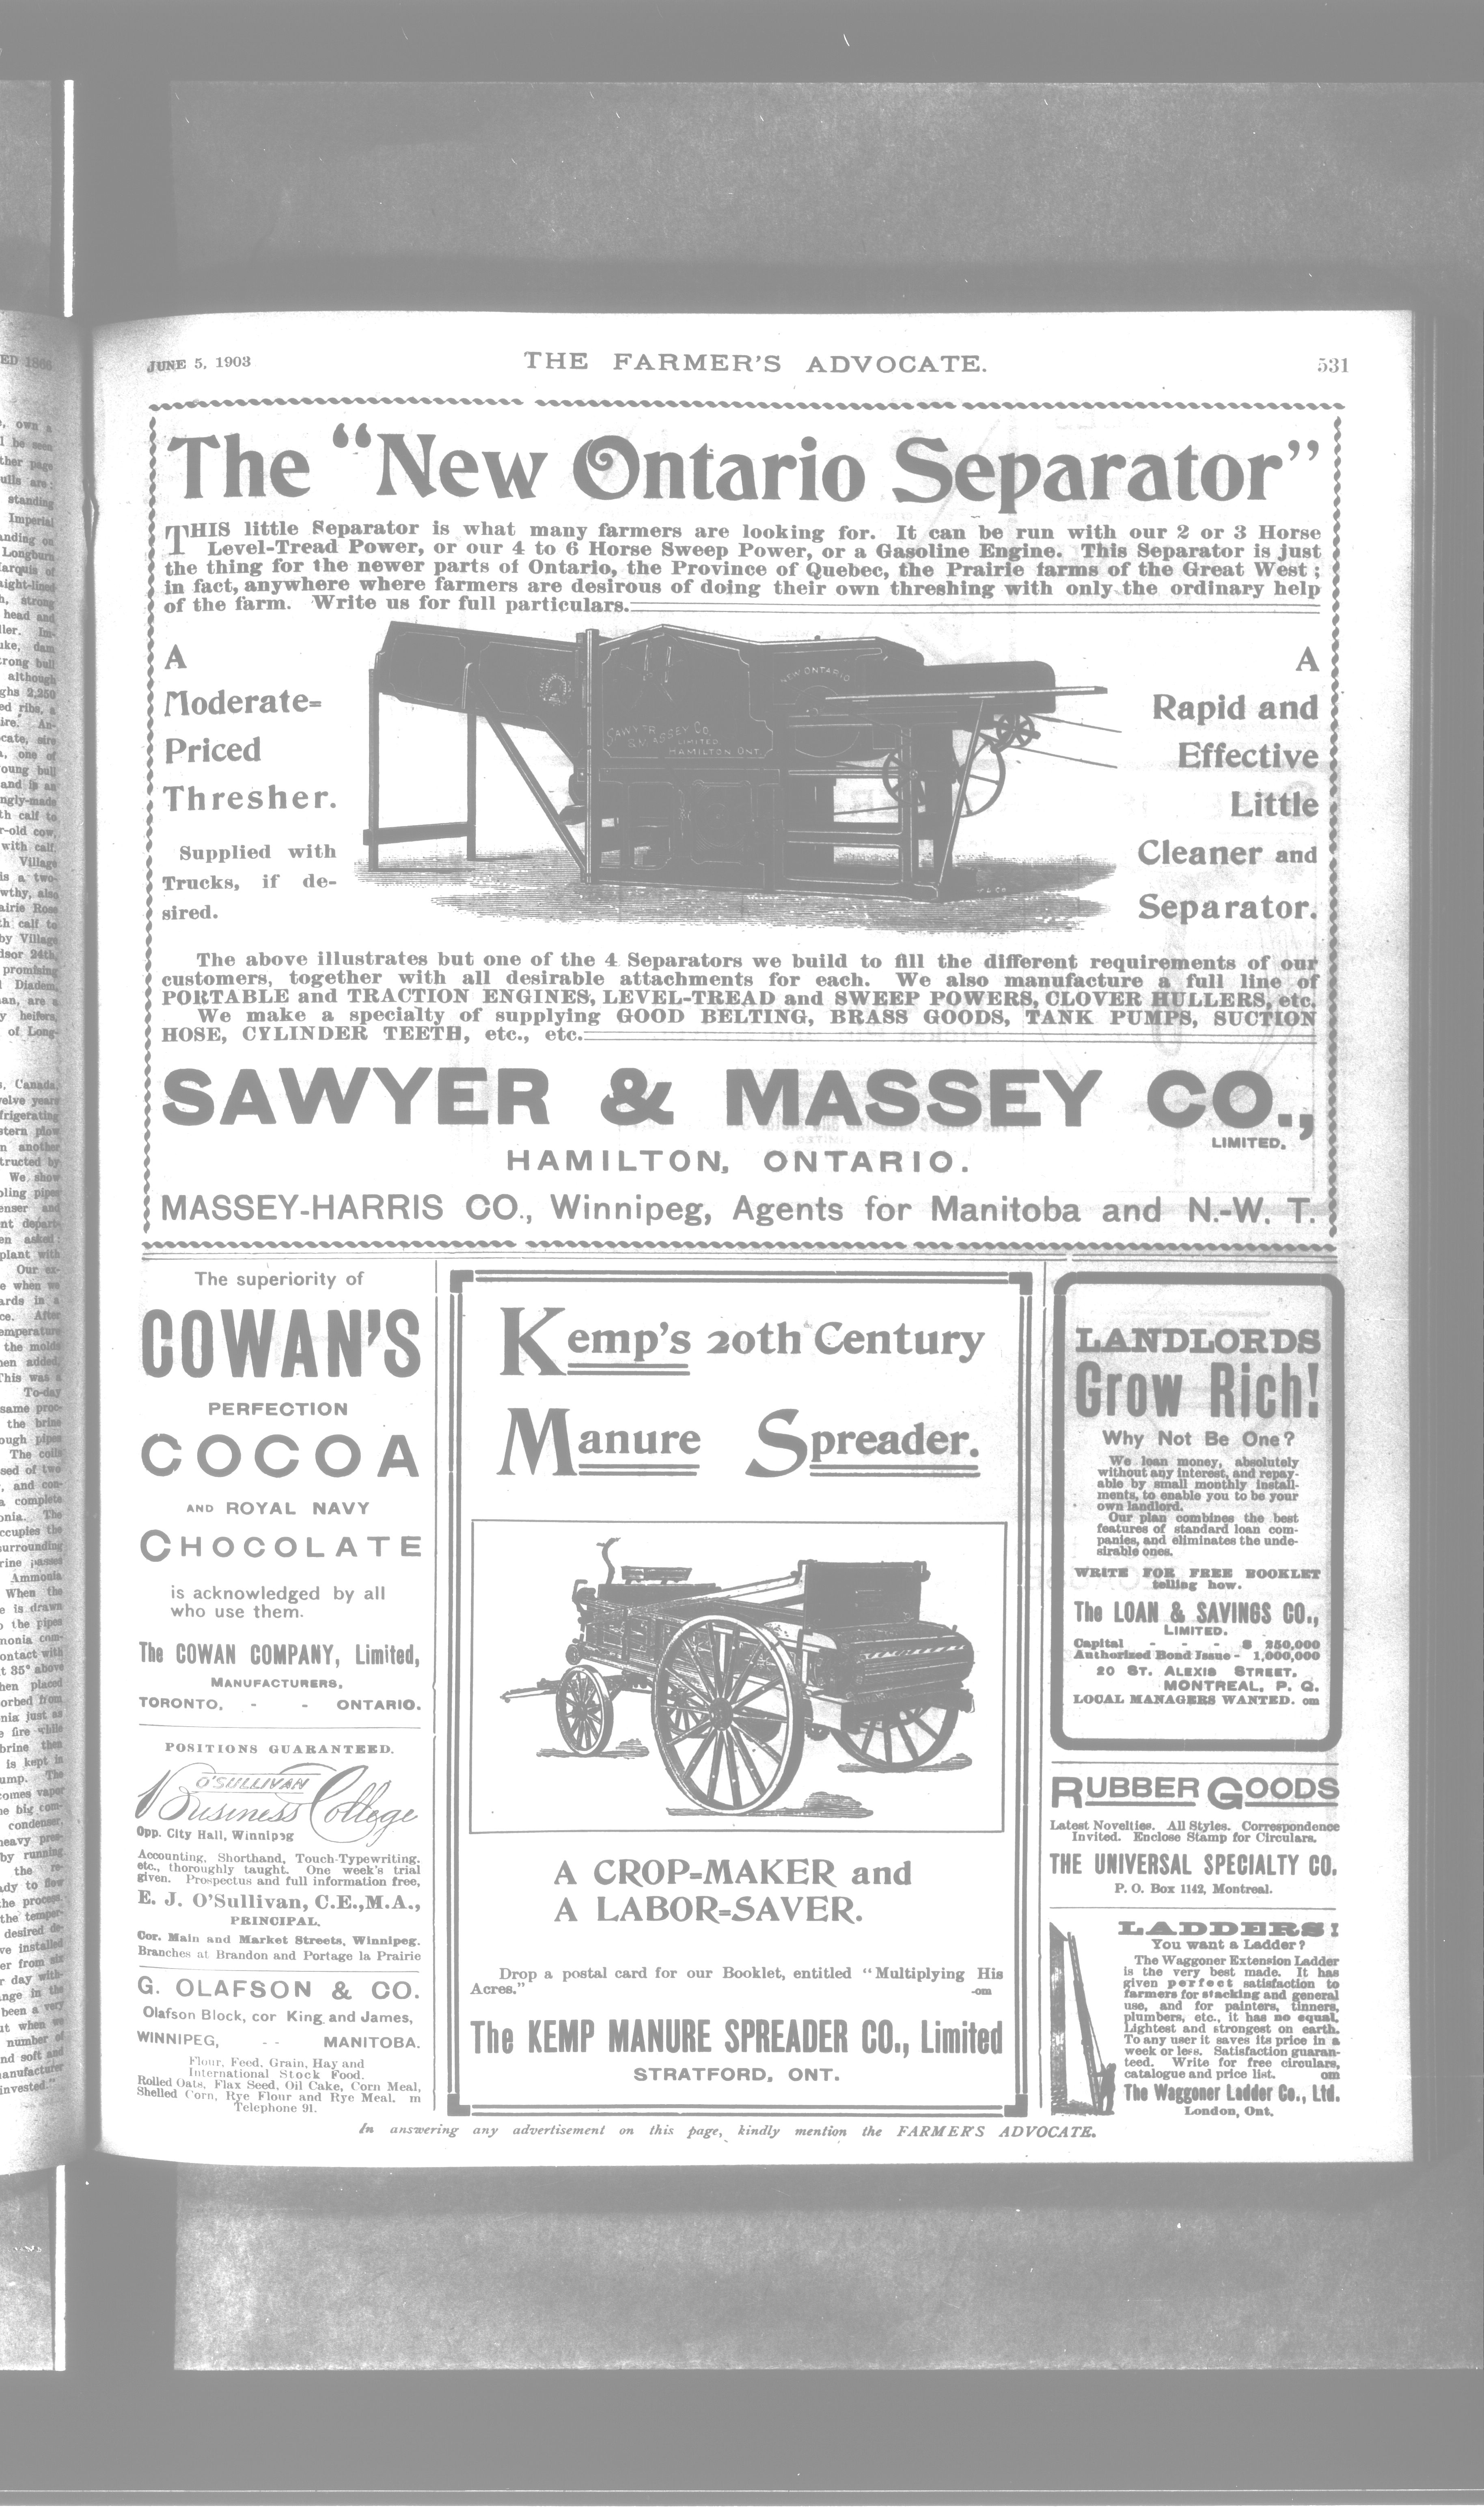 JUNE 5, 1903
THE FARMER'S ADVOCATE.
531
The "New Ontario Separator"
THIS little Separator is what many farmers are looking for. It can be run with our 2 or 3 Horse
Level-Tread Power, or our 4 to 6 Horse Sweep Power, or a Gasoline Engine. This Separator is just
the thing for the newer parts of Ontario, the Province of Quebec, the Prairie farms of the Great West;
in fact, anywhere where farmers are desirous of doing their own threshing with only the ordinary help
of the farm. Write us for full particulars.
A
Moderate-
Priced
Thresher.
Supplied with
Trucks, if de-
sired.
NEW ONTARIO
SAWYER & MASSEY CO.
LIMITED
HAMILTON ONT.
A
Rapid and
Effective
Little
Cleaner and
Separator.
The above illustrates but one of the 4 Separators we build to fill the different requirements of our
customers, together with all desirable attachments for each. We also manufacture a full line of
PORTABLE and TRACTION ENGINES, LEVEL-TREAD and SWEEP POWERS, CLOVER HULLERS, etc.
We make a specialty of supplying GOOD BELTING, BRASS GOODS, TANK PUMPS, SUCTION
HOSE, CYLINDER TEETH, etc., etc.
SAWYER & MASSEY CO.,
LIMITED.
HAMILTON, ONTARIO.
MASSEY-HARRIS CO., Winnipeg, Agents for Manitoba and N.-W. T.
The superiority of
COWAN'S
PERFECTION
COCOA
AND ROYAL NAVY
CHOCOLATE
is acknowledged by all
who use them.
The COWAN COMPANY, Limited,
MANUFACTURERS,
TORONTO, - - ONTARIO.
POSITIONS GUARANTEED.
O'SULLIVAN
Business College
Opp. City Hall, Winnipeg
Accounting, Shorthand, Touch-Typewriting.
etc., thoroughly taught. One week's trial
given. Prospectus and full information free,
E. J. O'Sullivan, C.E.,M.A.,
PRINCIPAL,
Cor. Main and Market Streets, Winnipeg.
Branches at Brandon and Portage la Prairie
G. OLAFSON & CO.
Olafson Block, cor King and James,
WINNIPEG, - - MANITOBA.
Flour, Feed, Grain, Hay and
International Stock Food.
Rolled Oats, Flax Seed, Oil Cake, Corn Meal,
Shelled Corn, Rye Flour and Rye Meal. m
Telephone 91.
Kemp's 20th Century
Manure Spreader.
A CROP-MAKER and
A LABOR-SAVER.
Drop a postal card for our Booklet, entitled "Multiplying His
Acres." -om
The KEMP MANURE SPREADER CO., Limited
STRATFORD, ONT.
LANDLORDS
Grow Rich!
Why Not Be One?
We loan money, absolutely
without any interest, and repay-
able by small monthly install-
ments, to enable you to be your
own landlord.
Our plan combines the best
features of standard loan com-
panies, and eliminates the unde-
sirable ones.
WRITE FOR FREE BOOKLET
telling how.
The LOAN & SAVINGS CO.,
LIMITED.
Capital - - - $ 250,000
Authorized Bond Issue - 1,000,000
20 ST. ALEXIS STREET,
MONTREAL, P. Q.
LOCAL MANAGERS WANTED. om
RUBBER GOODS
Latest Novelties. All Styles. Correspondence
Invited. Enclose Stamp for Circulars.
THE UNIVERSAL SPECIALTY CO.
P. O. Box 1142, Montreal.
LADDERS!
You want a Ladder?
The Waggoner Extension Ladder
is the very best made. It has
given perfect satisfaction to
farmers for stacking and general
use, and for painters, tinners,
plumbers, etc., it has no equal.
Lightest and strongest on earth.
To any user it saves its price in a
week or less. Satisfaction guaran-
teed. Write for free circulars,
catalogue and price list. om
The Waggoner Ladder Co., Ltd.
London, Ont.
In answering any advertisement on this page, kindly mention the FARMER'S ADVOCATE.